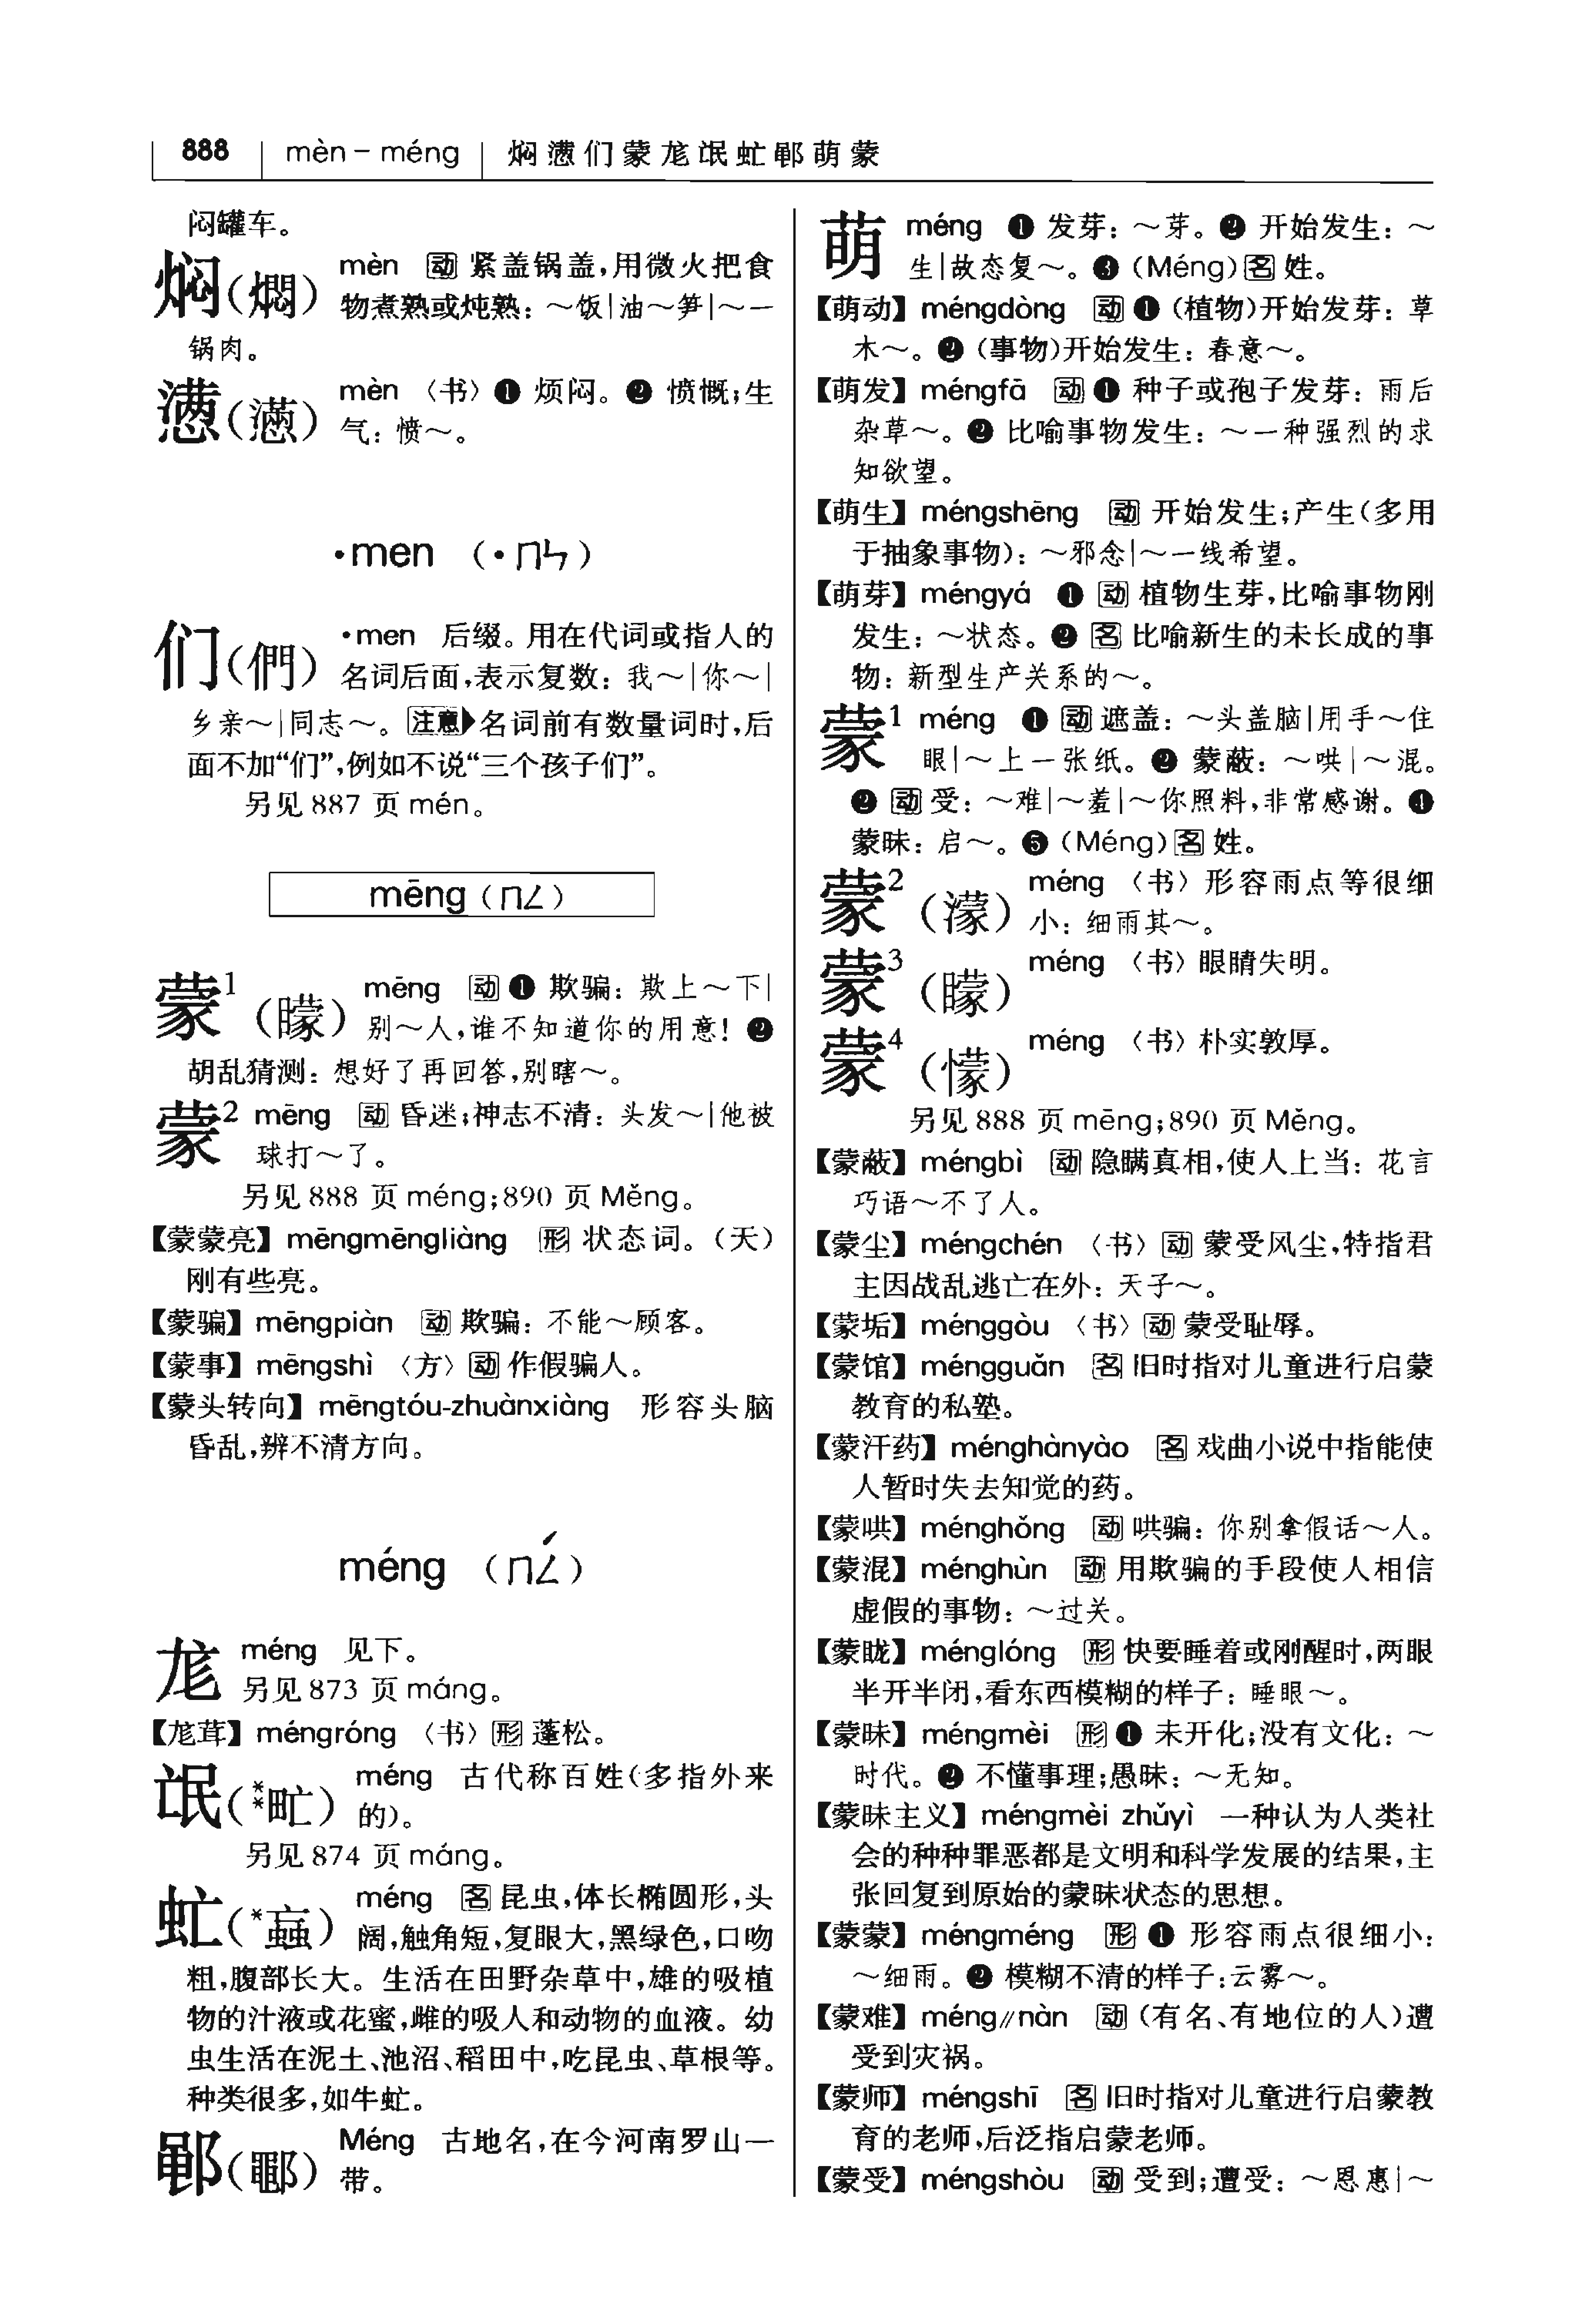 888 mèn－méng 焖懑们蒙尨氓虻鄳萌蒙
闷罐车。
焖(燜) mèn 动 紧盖锅盖,用微火把食
物煮熟或炖熟：～饭|油～笋|～一
锅肉。
懑(懣) mèn 〈书〉❶ 烦闷。❷ 愤慨;生
气：愤～。
·men （·ㄇㄣ）
们(們) ·men 后缀。用在代词或指人的
名词后面,表示复数：我～|你～|
乡亲～|同志～。注意▶名词前有数量词时,后
面不加“们”,例如不说“三个孩子们”。
另见 887 页 mén。
mēng（ㄇㄥ）
蒙¹（矇）mēng 动 ❶ 欺骗：欺上～下|
别～人,谁不知道你的用意！❷
胡乱猜测：想好了再回答,别瞎～。
蒙² mēng 动 昏迷;神志不清：头发～|他被
球打～了。
另见 888 页 méng;890 页 Měng。
【蒙蒙亮】mēngmēngliàng 形 状态词。（天）
刚有些亮。
【蒙骗】mēngpiàn 动 欺骗：不能～顾客。
【蒙事】mēngshì 〈方〉动 作假骗人。
【蒙头转向】mēngtóu-zhuànxiàng 形容头脑
昏乱,辨不清方向。
méng （ㄇㄥˊ）
尨 méng 见下。
另见 873 页 máng。
【尨茸】méngróng 〈书〉形 蓬松。
氓(**甿) méng 古代称百姓(多指外来
的)。
另见 874 页 máng。
虻(*蝱) méng 名 昆虫,体长椭圆形,头
阔,触角短,复眼大,黑绿色,口吻
粗,腹部长大。生活在田野杂草中,雄的吸植
物的汁液或花蜜,雌的吸人和动物的血液。幼
虫生活在泥土、池沼、稻田中,吃昆虫、草根等。
种类很多,如牛虻。
鄳(鄳) Méng 古地名,在今河南罗山一
带。
萌 méng ❶ 发芽：～芽。❷ 开始发生：～
生|故态复～。❸（Méng）名 姓。
【萌动】méngdòng 动 ❶（植物）开始发芽：草
木～。❷（事物）开始发生：春意～。
【萌发】méngfā 动 ❶ 种子或孢子发芽：雨后
杂草～。❷ 比喻事物发生：～一种强烈的求
知欲望。
【萌生】méngshēng 动 开始发生;产生（多用
于抽象事物）：～邪念|～一线希望。
【萌芽】méngyá ❶ 动 植物生芽,比喻事物刚
发生：～状态。❷ 名 比喻新生的未长成的事
物：新型生产关系的～。
蒙¹ méng ❶ 动 遮盖：～头盖脑|用手～住
眼|～上一张纸。❷ 蒙蔽：～哄|～混。
❷ 动 受：～难|～羞|～你照料,非常感谢。❹
蒙昧：启～。❺（Méng）名 姓。
蒙²（濛）méng 〈书〉形容雨点等很细
小：细雨其～。
蒙³（矇）méng 〈书〉眼睛失明。
蒙⁴（懞）méng 〈书〉朴实敦厚。
另见 888 页 mēng;890 页 Měng。
【蒙蔽】méngbì 动 隐瞒真相,使人上当：花言
巧语～不了人。
【蒙尘】méngchén 〈书〉动 蒙受风尘,特指君
主因战乱逃亡在外：天子～。
【蒙垢】ménggòu 〈书〉动 蒙受耻辱。
【蒙馆】méngguǎn 名 旧时指对儿童进行启蒙
教育的私塾。
【蒙汗药】ménghànyào 名 戏曲小说中指能使
人暂时失去知觉的药。
【蒙哄】ménghǒng 动 哄骗：你别拿假话～人。
【蒙混】ménghùn 动 用欺骗的手段使人相信
虚假的事物：～过关。
【蒙眬】ménglóng 形 快要睡着或刚醒时,两眼
半开半闭,看东西模糊的样子：睡眼～。
【蒙昧】méngmèi 形 ❶ 未开化;没有文化：～
时代。❷ 不懂事理;愚昧：～无知。
【蒙昧主义】méngmèi zhǔyì 一种认为人类社
会的种种罪恶都是文明和科学发展的结果,主
张回复到原始的蒙昧状态的思想。
【蒙蒙】méngméng 形 ❶ 形容雨点很细小：
～细雨。❷ 模糊不清的样子：云雾～。
【蒙难】méng∥nàn 动（有名、有地位的人）遭
受到灾祸。
【蒙师】méngshī 名 旧时指对儿童进行启蒙教
育的老师,后泛指启蒙老师。
【蒙受】méngshòu 动 受到;遭受：～恩惠|～